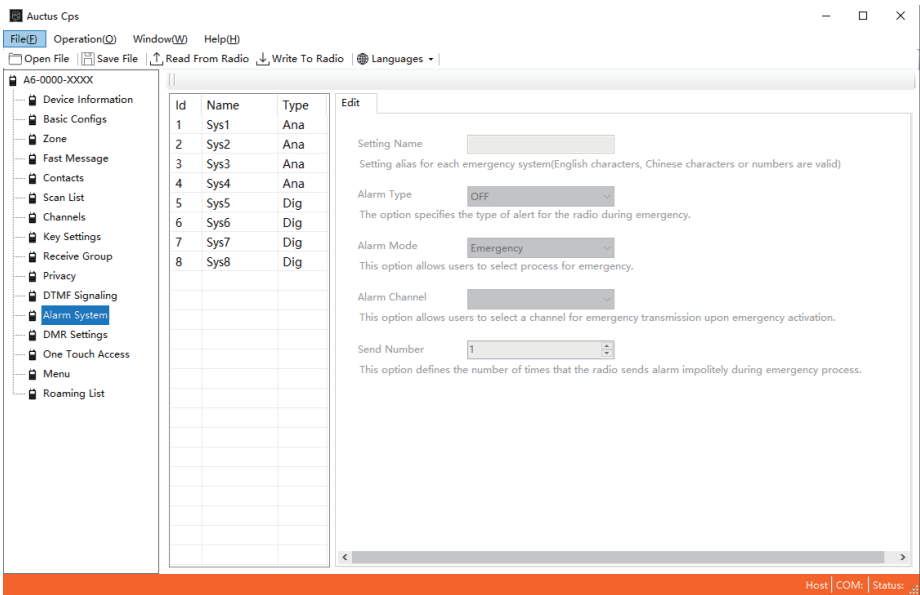 Auctus Cps
File(F) Operation(O) Window(W) Help(H)
Open File Save File Read From Radio Write To Radio Languages
A6-0000-XXXX
Device Information
Basic Configs
Zone
Fast Message
Contacts
Scan List
Channels
Key Settings
Receive Group
Privacy
DTMF Signaling
Alarm System
DMR Settings
One Touch Access
Menu
Roaming List
Id Name Type
1 Sys1 Ana
2 Sys2 Ana
3 Sys3 Ana
4 Sys4 Ana
5 Sys5 Dig
6 Sys6 Dig
7 Sys7 Dig
8 Sys8 Dig
Edit
Setting Name
Setting alias for each emergency system(English characters, Chinese characters or numbers are valid)
Alarm Type OFF
The option specifies the type of alert for the radio during emergency.
Alarm Mode Emergency
This option allows users to select process for emergency.
Alarm Channel
This option allows users to select a channel for emergency transmission upon emergency activation.
Send Number 1
This option defines the number of times that the radio sends alarm impolitely during emergency process.
Host COM: Status: